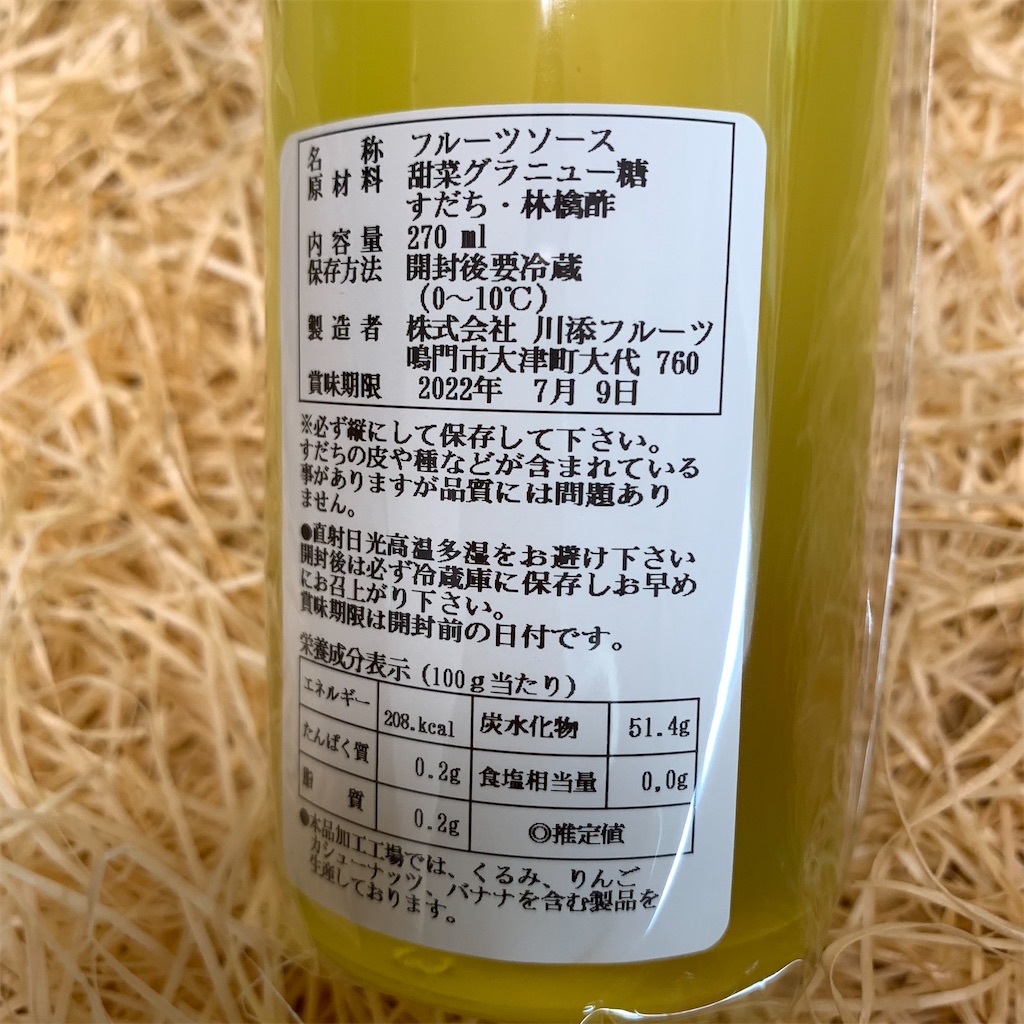 名称 フルーツソース
原材料 甜菜グラニュー糖
すだち・林檎酢
内容量 270 ml
保存方法 開封後要冷蔵
(0～10℃)
製造者 株式会社 川添フルーツ
鳴門市大津町大代 760
賞味期限 2022年 7月 9日
※必ず縦にして保存して下さい。
すだちの皮や種などが含まれている
事がありますが品質には問題あり
ません。
●直射日光高温多湿をお避け下さい
開封後は必ず冷蔵庫に保存しお早め
にお召上がり下さい。
賞味期限は開封前の日付です。
栄養成分表示(100g当たり)
エネルギー 208.kcal 炭水化物 51.4g
たんぱく質 0.2g 食塩相当量 0.0g
脂質 0.2g ◎推定値
●本品加工工場では、くるみ、りんご
カシューナッツ、バナナを含む製品を
生産しております。